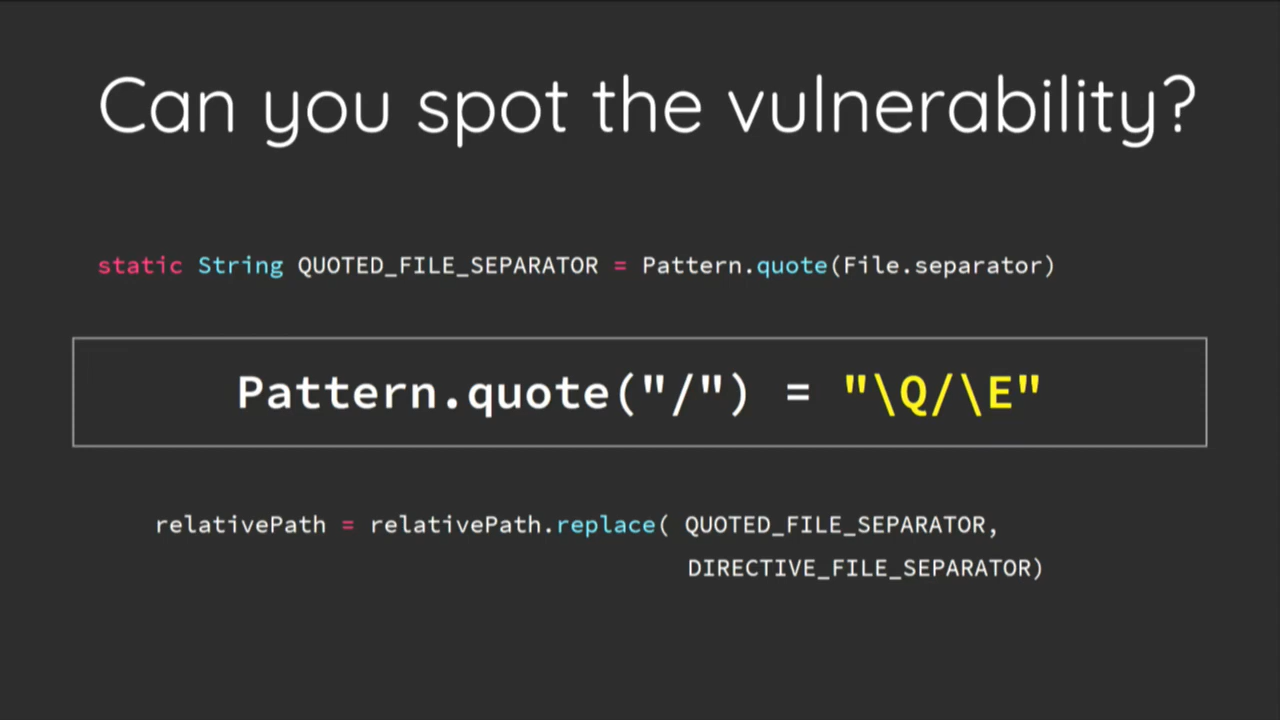 Can you spot the vulnerability?
static String QUOTED_FILE_SEPARATOR = Pattern.quote(File.separator)
Pattern.quote("/") = "\Q/\E"
relativePath = relativePath.replace( QUOTED_FILE_SEPARATOR,
DIRECTIVE_FILE_SEPARATOR)